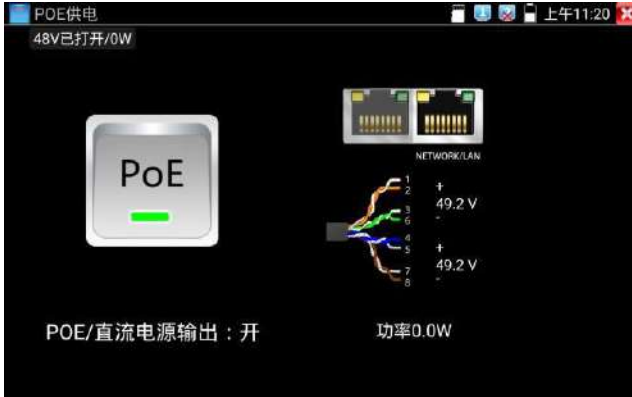 POE供电
上午11:20
48V已打开/0W
PoE
NETWORK/LAN
1
2
+
49.2 V
3
6
-
4
5
+
49.2 V
7
8
-
POE/直流电源输出：开
功率0.0W